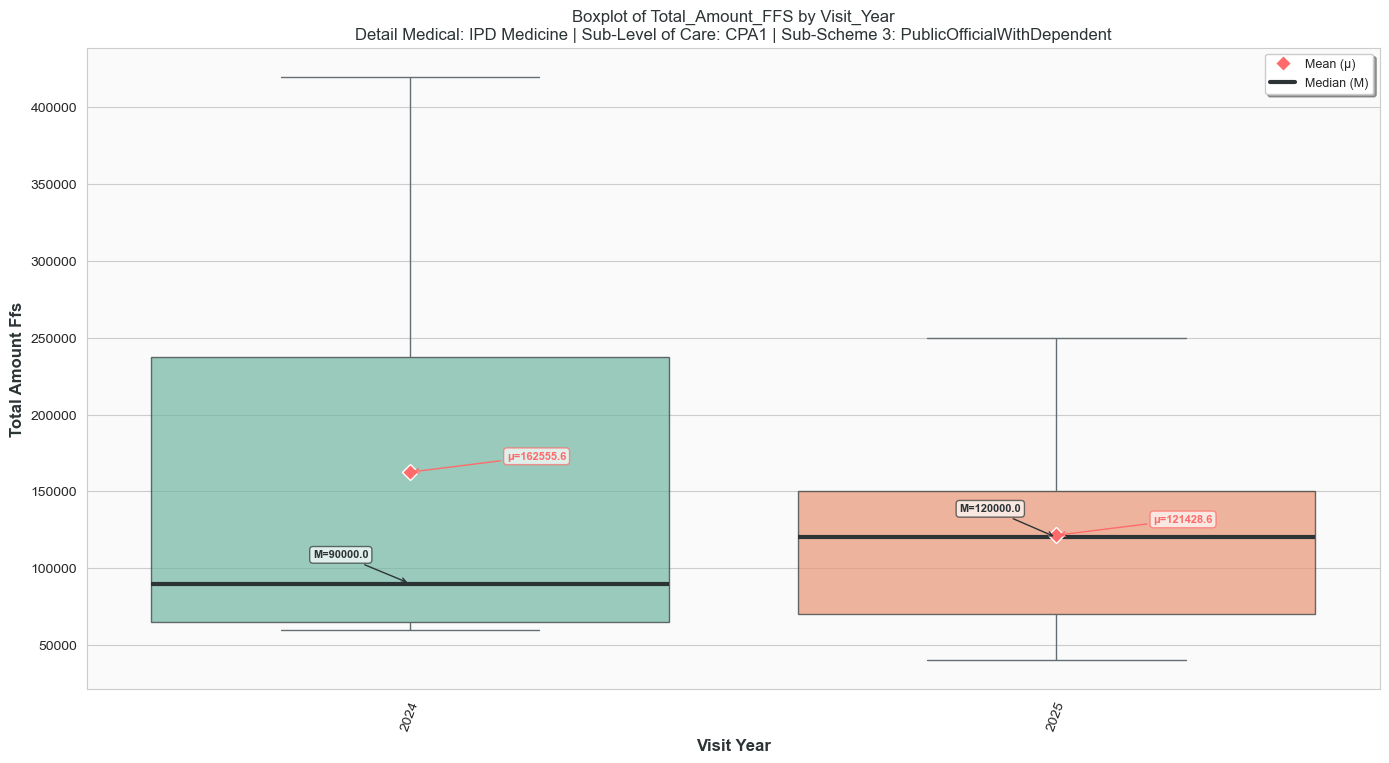 Boxplot of Total_Amount_FFS by Visit_Year
Detail Medical: IPD Medicine | Sub-Level of Care: CPA1 | Sub-Scheme 3: PublicOfficialWithDependent
Mean (μ)
Median (M)
Total Amount Ffs
400000
350000
300000
250000
200000
150000
100000
50000
μ=162555.6
M=90000.0
M=120000.0
μ=121428.6
2024
2025
Visit Year